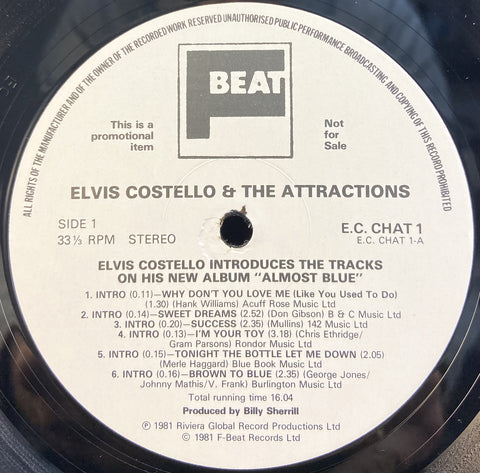 ALL RIGHTS OF THE MANUFACTURER AND OF THE OWNER OF THE RECORDED WORK RESERVED UNAUTHORISED PUBLIC PERFORMANCE BROADCASTING AND COPYING OF THIS RECORD PROHIBITED
F BEAT
This is a
promotional
item
Not
for
Sale
ELVIS COSTELLO & THE ATTRACTIONS
SIDE 1
33⅓ RPM STEREO
E.C. CHAT 1
E.C. CHAT 1-A
ELVIS COSTELLO INTRODUCES THE TRACKS
ON HIS NEW ALBUM "ALMOST BLUE"
1. INTRO (0.11)—WHY DON'T YOU LOVE ME (Like You Used To Do)
(1.30) (Hank Williams) Acuff Rose Music Ltd
2. INTRO (0.14)—SWEET DREAMS (2.52) (Don Gibson) B & C Music Ltd
3. INTRO (0.20)—SUCCESS (2.35) (Mullins) 142 Music Ltd
4. INTRO (0.13)—I'M YOUR TOY (3.18) (Chris Ethridge/
Gram Parsons) Rondor Music Ltd
5. INTRO (0.15)—TONIGHT THE BOTTLE LET ME DOWN (2.05)
(Merle Haggard) Blue Book Music Ltd
6. INTRO (0.16)—BROWN TO BLUE (2.35) (George Jones/
Johnny Mathis/V. Frank) Burlington Music Ltd
Total running time 16.04
Produced by Billy Sherrill
℗ 1981 Riviera Global Record Productions Ltd
© 1981 F-Beat Records Ltd